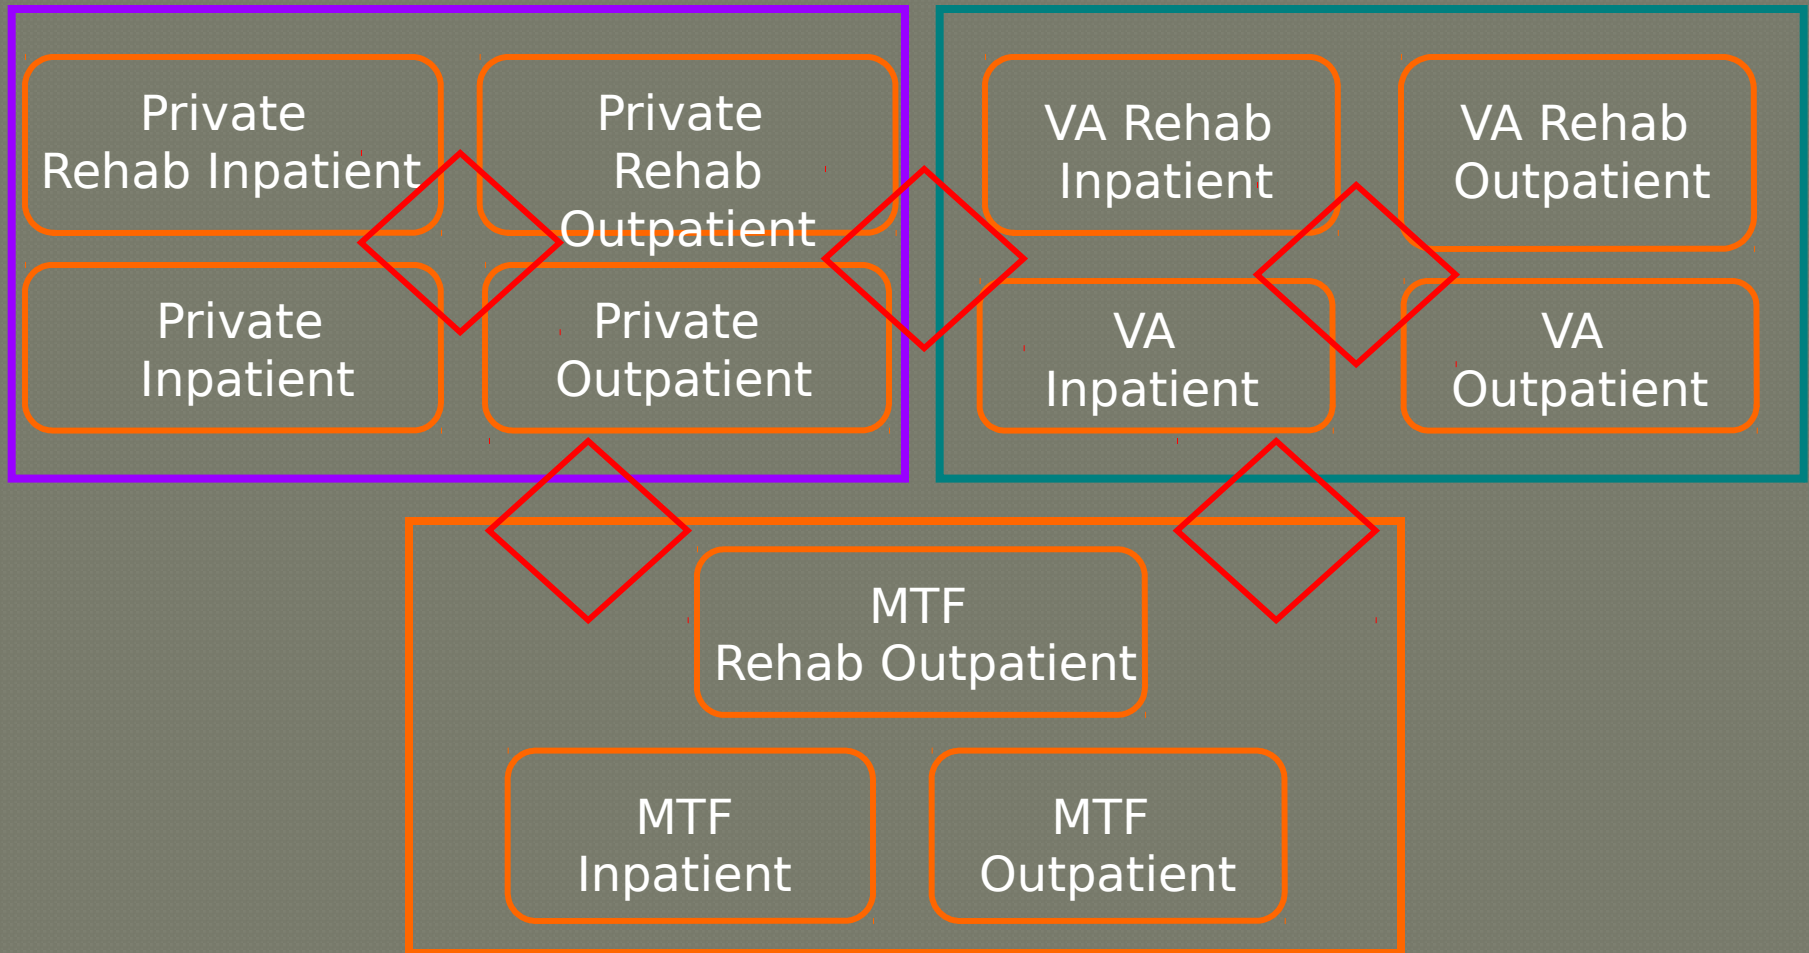 Private
Rehab Inpatient
Private
Rehab
Outpatient
VA Rehab
Inpatient
VA Rehab
Outpatient
Private
Inpatient
Private
Outpatient
VA
Inpatient
VA
Outpatient
MTF
Rehab Outpatient
MTF
Inpatient
MTF
Outpatient